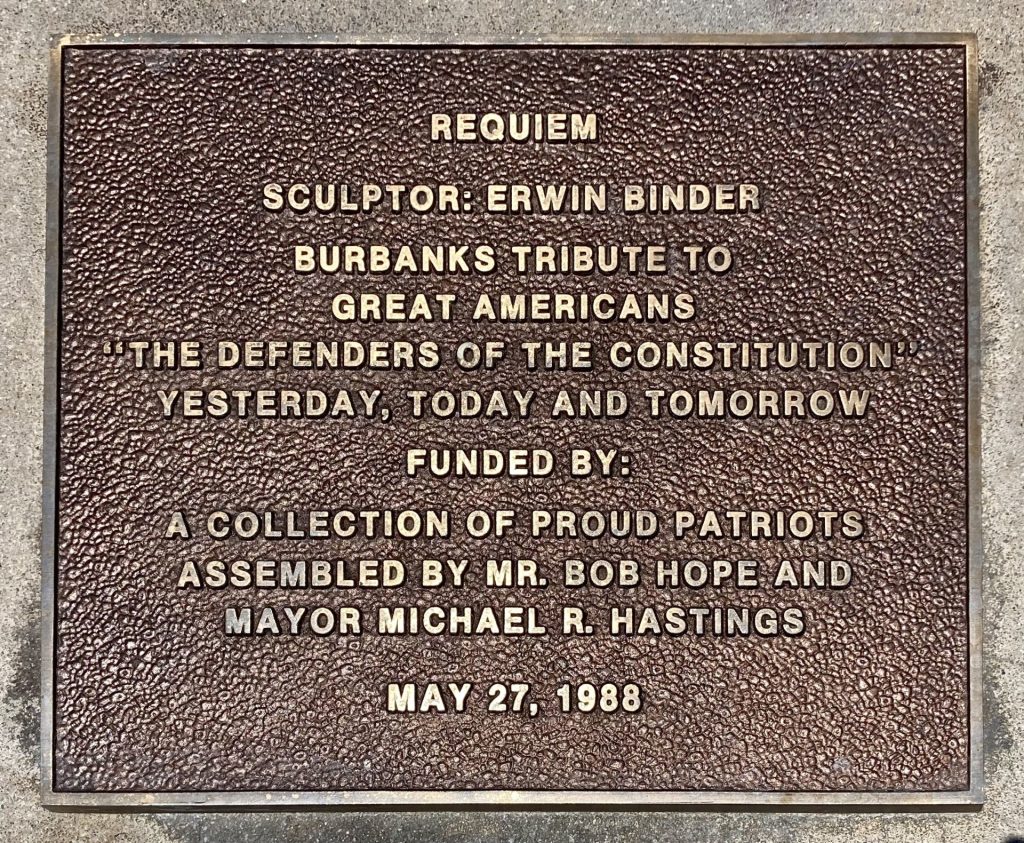 REQUIEM
SCULPTOR: ERWIN BINDER
BURBANKS TRIBUTE TO
GREAT AMERICANS
"THE DEFENDERS OF THE CONSTITUTION"
YESTERDAY, TODAY AND TOMORROW
FUNDED BY:
A COLLECTION OF PROUD PATRIOTS
ASSEMBLED BY MR. BOB HOPE AND
MAYOR MICHAEL R. HASTINGS
MAY 27, 1988